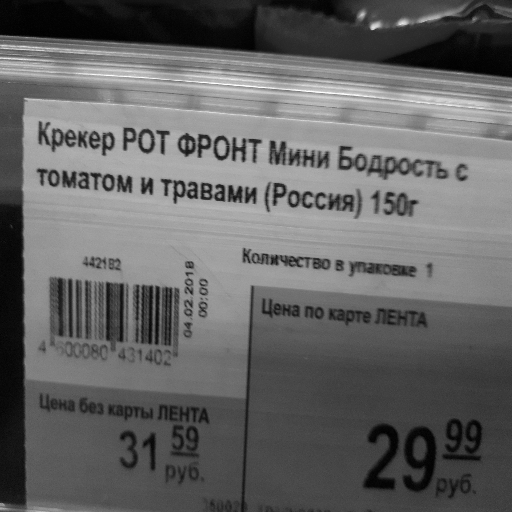 Крекер РОТ ФРОНТ Мини Бодрость с
томатом и травами (Россия) 150г
Количество в упаковке 1
442182
04.02.2018
00:00
4 600080 431402
Цена по карте ЛЕНТА
29 99
руб.
Цена без карты ЛЕНТА
31 59
руб.